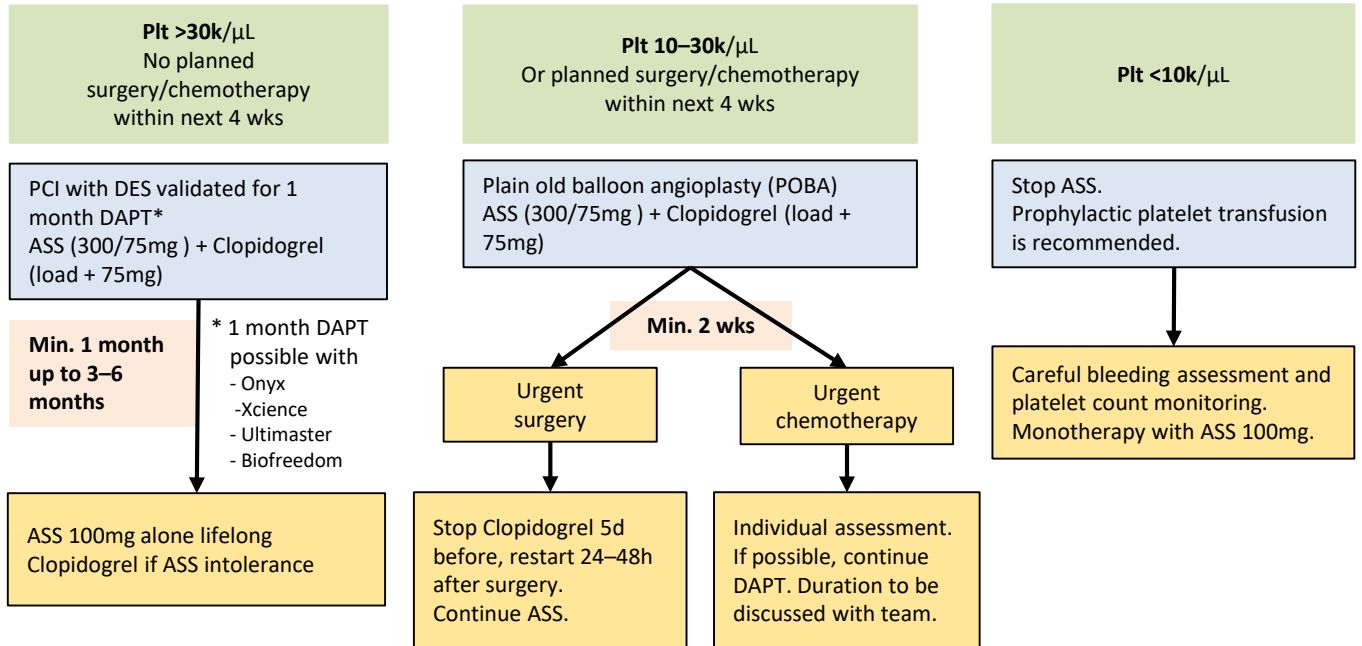 Plt >30k/µL
No planned
surgery/chemotherapy
within next 4 wks
PCI with DES validated for 1
month DAPT*
ASS (300/75mg ) + Clopidogrel
(load + 75mg)
Min. 1 month
up to 3–6
months
* 1 month DAPT
possible with
- Onyx
-Xcience
- Ultimaster
- Biofreedom
ASS 100mg alone lifelong
Clopidogrel if ASS intolerance
Plt 10–30k/µL
Or planned surgery/chemotherapy
within next 4 wks
Plain old balloon angioplasty (POBA)
ASS (300/75mg ) + Clopidogrel (load +
75mg)
Min. 2 wks
Urgent
surgery
Urgent
chemotherapy
Stop Clopidogrel 5d
before, restart 24–48h
after surgery.
Continue ASS.
Individual assessment.
If possible, continue
DAPT. Duration to be
discussed with team.
Plt <10k/µL
Stop ASS.
Prophylactic platelet transfusion
is recommended.
Careful bleeding assessment and
platelet count monitoring.
Monotherapy with ASS 100mg.